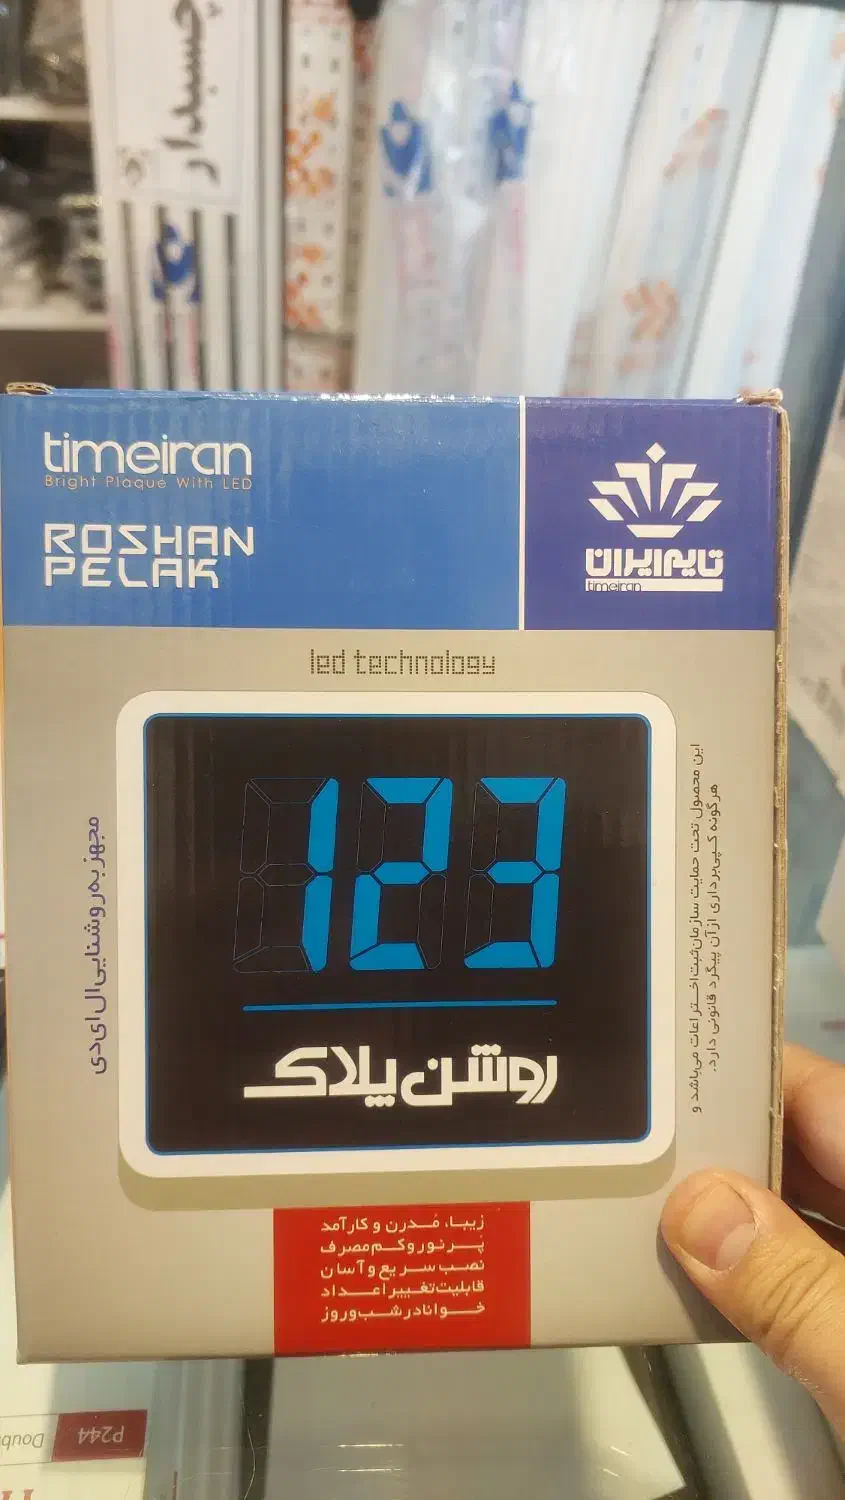 چسبدار
timeiran
Bright Plaque With LED
ROSHAN
PELAK
تایم‌ایران
timeiran
led technology
123
روشن پلاک
مجهز به روشنایی ال ای دی
این محصول تحت حمایت سازمان ثبت اختراعات می‌باشد و
هرگونه کپی‌برداری از آن پیگرد قانونی دارد.
زیبا، مُدرن و کارآمد
پُر نور و کم مصرف
نصب سریع و آسان
قابلیت تغییر اعداد
خوانا در شب و روز
P244